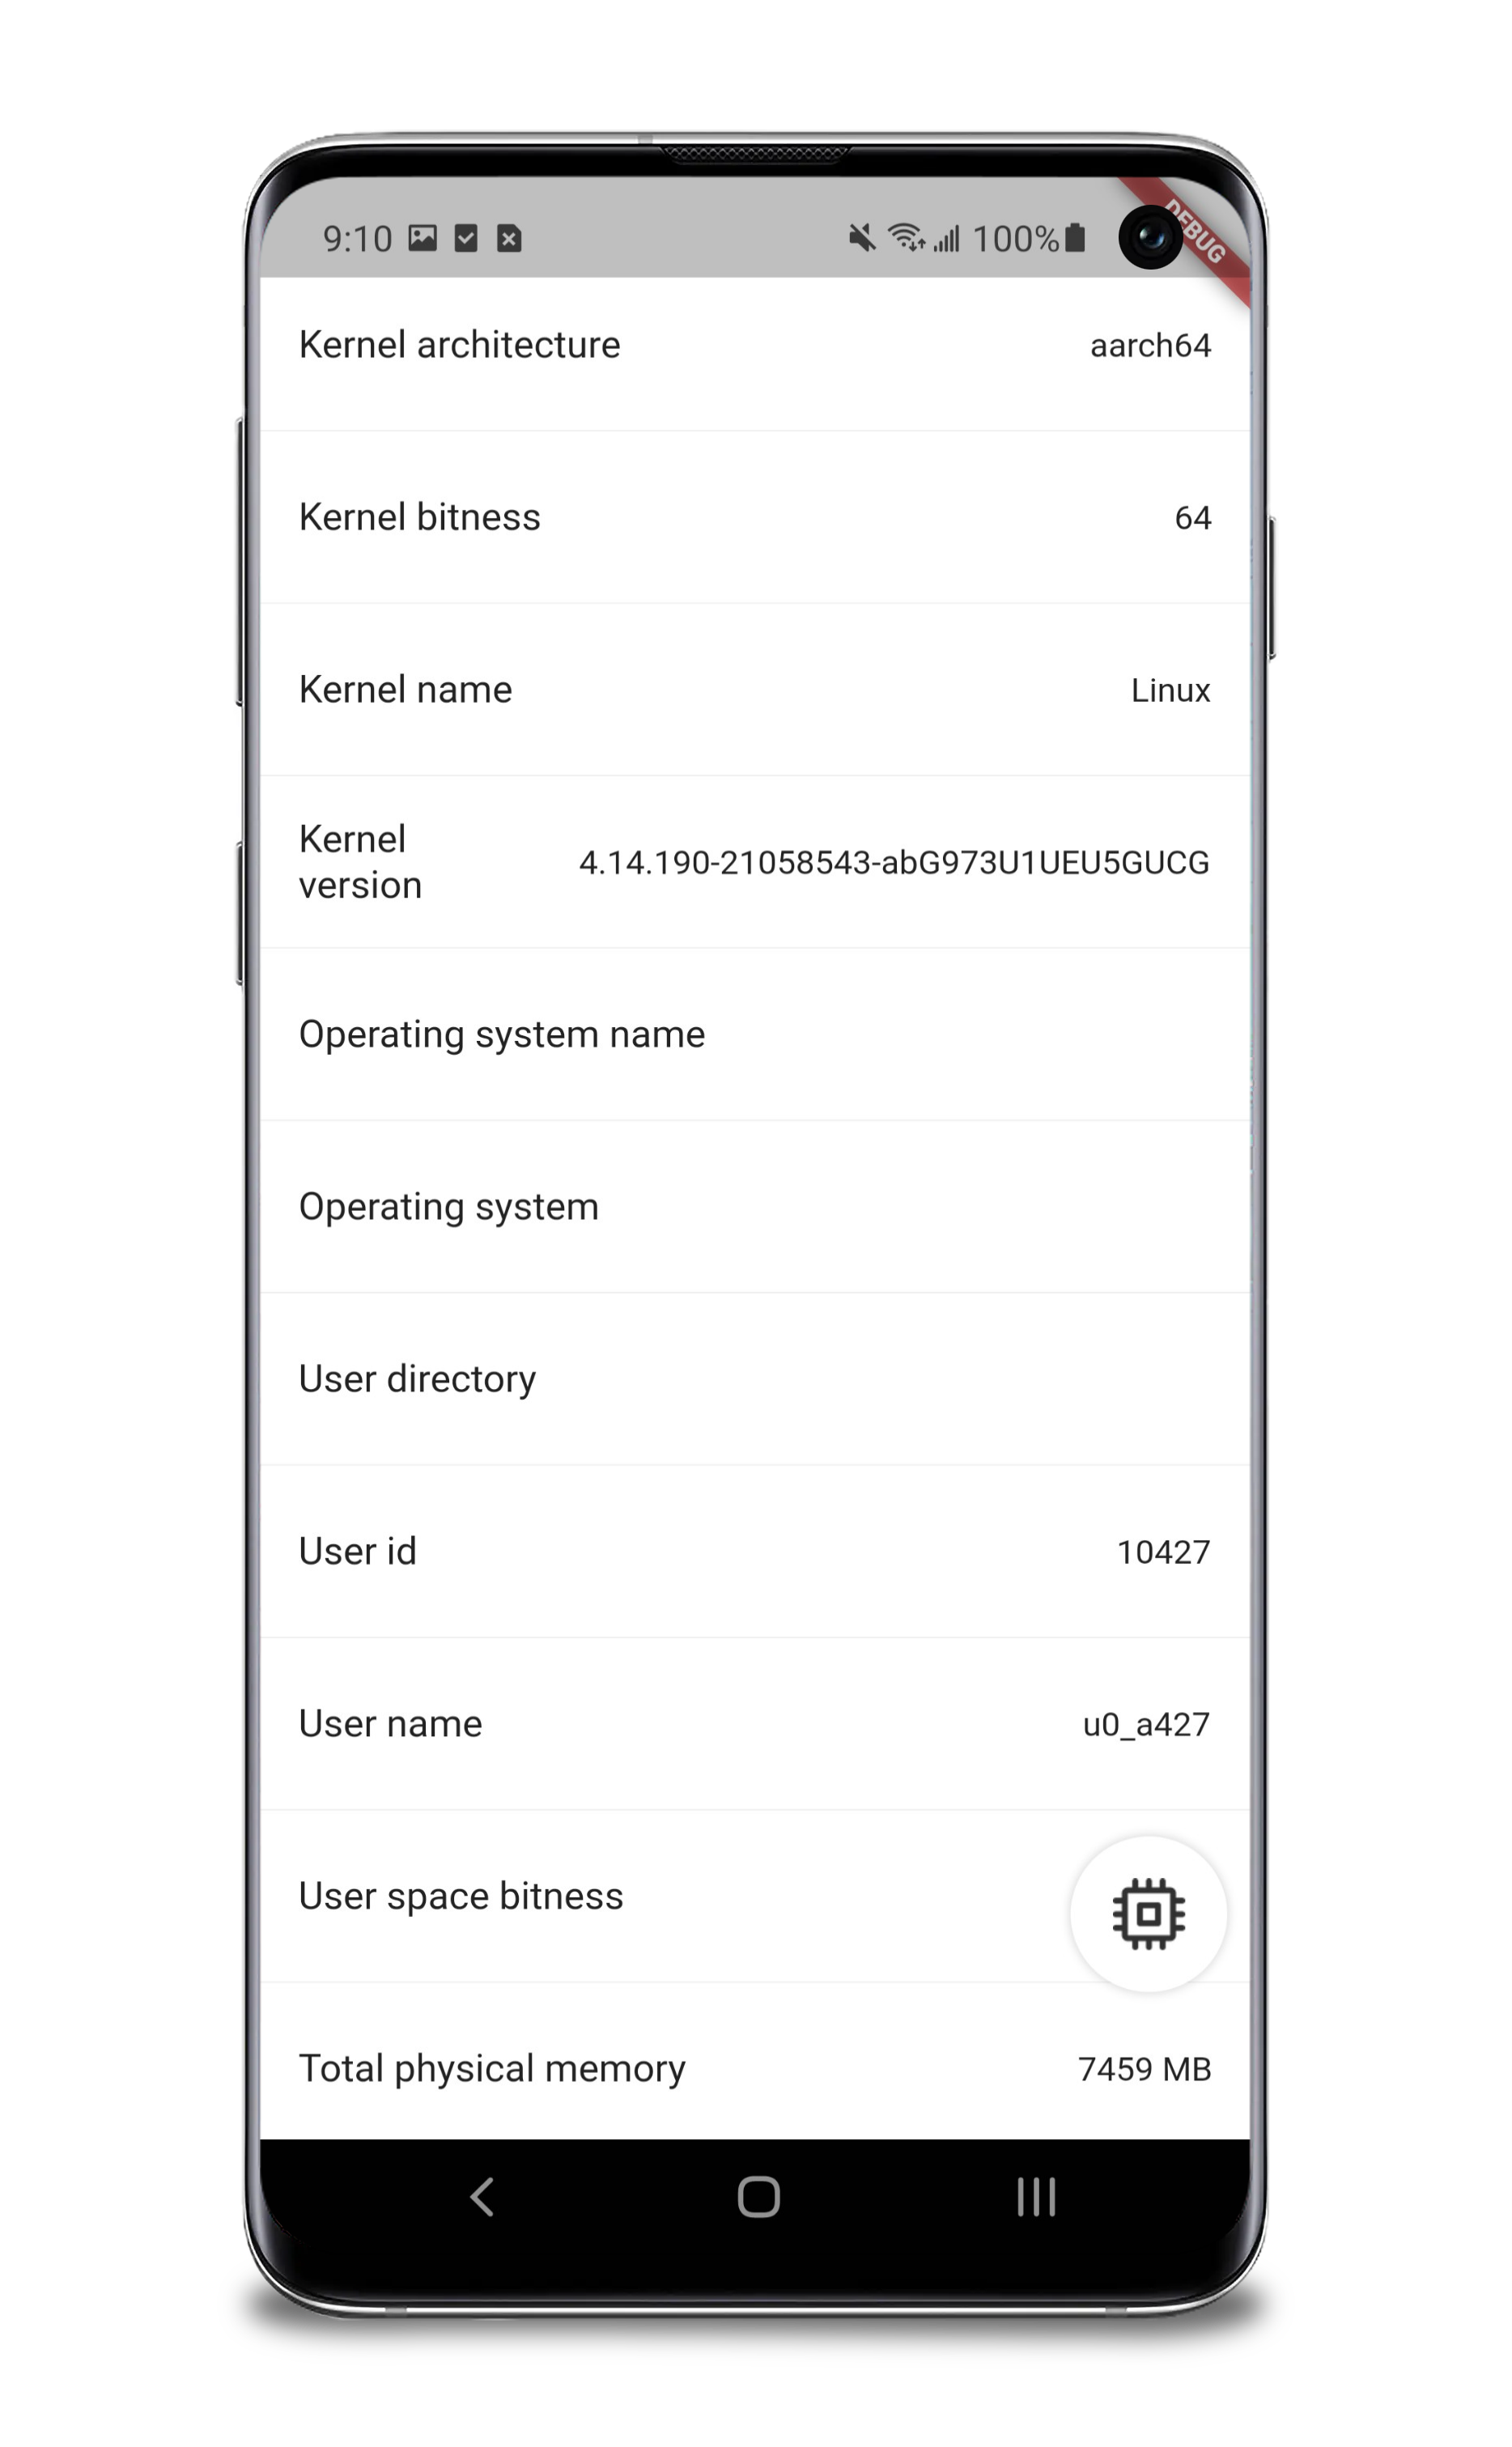 9:10
100%
DEBUG
Kernel architecture aarch64
Kernel bitness 64
Kernel name Linux
Kernel
version 4.14.190-21058543-abG973U1UEU5GUCG
Operating system name
Operating system
User directory
User id 10427
User name u0_a427
User space bitness
Total physical memory 7459 MB